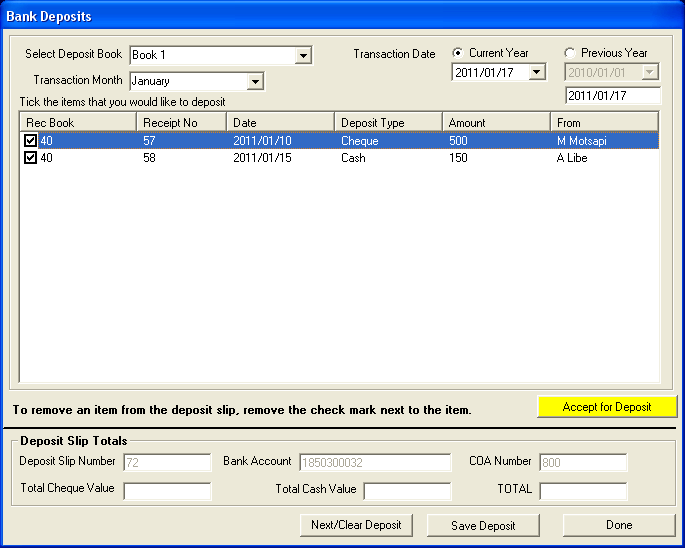 Bank Deposits
Select Deposit Book Book 1 Transaction Date Current Year Previous Year
2011/01/17 2010/01/01
Transaction Month January
2011/01/17
Tick the items that you would like to deposit
Rec Book Receipt No Date Deposit Type Amount From
40 57 2011/01/10 Cheque 500 M Motsapi
40 58 2011/01/15 Cash 150 A Libe
To remove an item from the deposit slip, remove the check mark next to the item. Accept for Deposit
Deposit Slip Totals
Deposit Slip Number 72 Bank Account 1850300032 COA Number 800
Total Cheque Value Total Cash Value TOTAL
Next/Clear Deposit Save Deposit Done